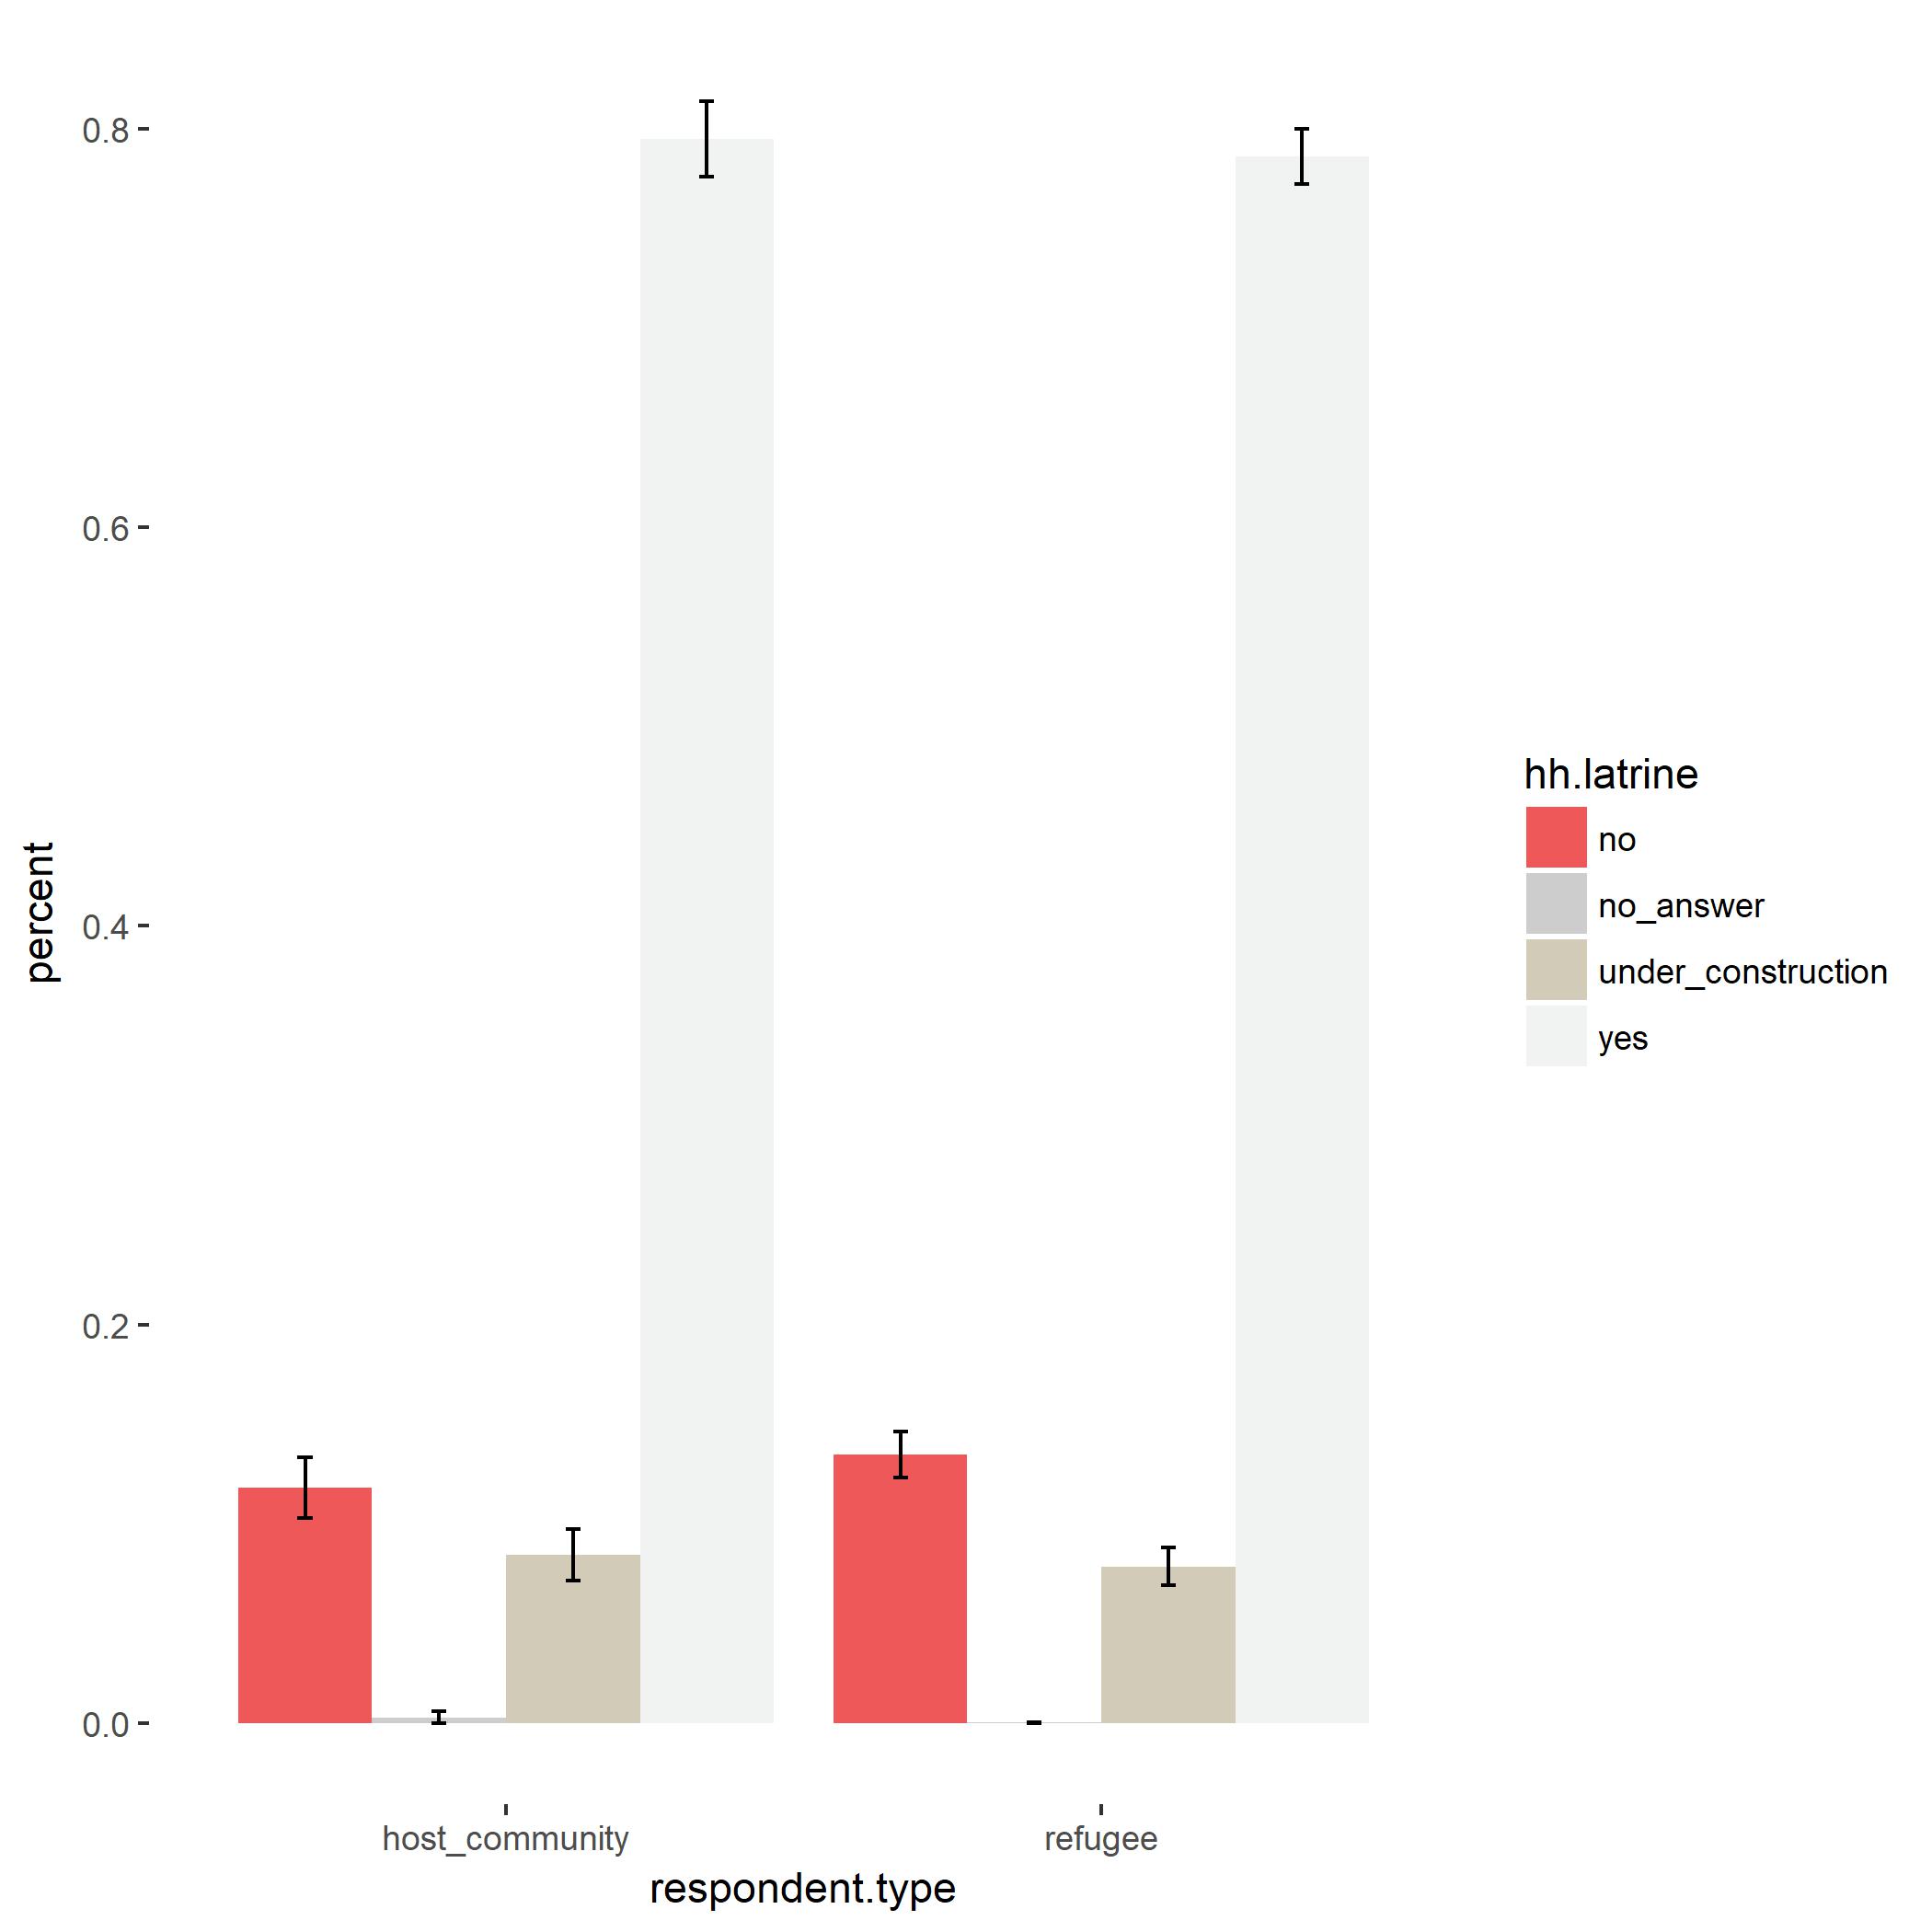 percent
0.8
0.6
0.4
0.2
0.0
host_community
refugee
respondent.type
hh.latrine
no
no_answer
under_construction
yes